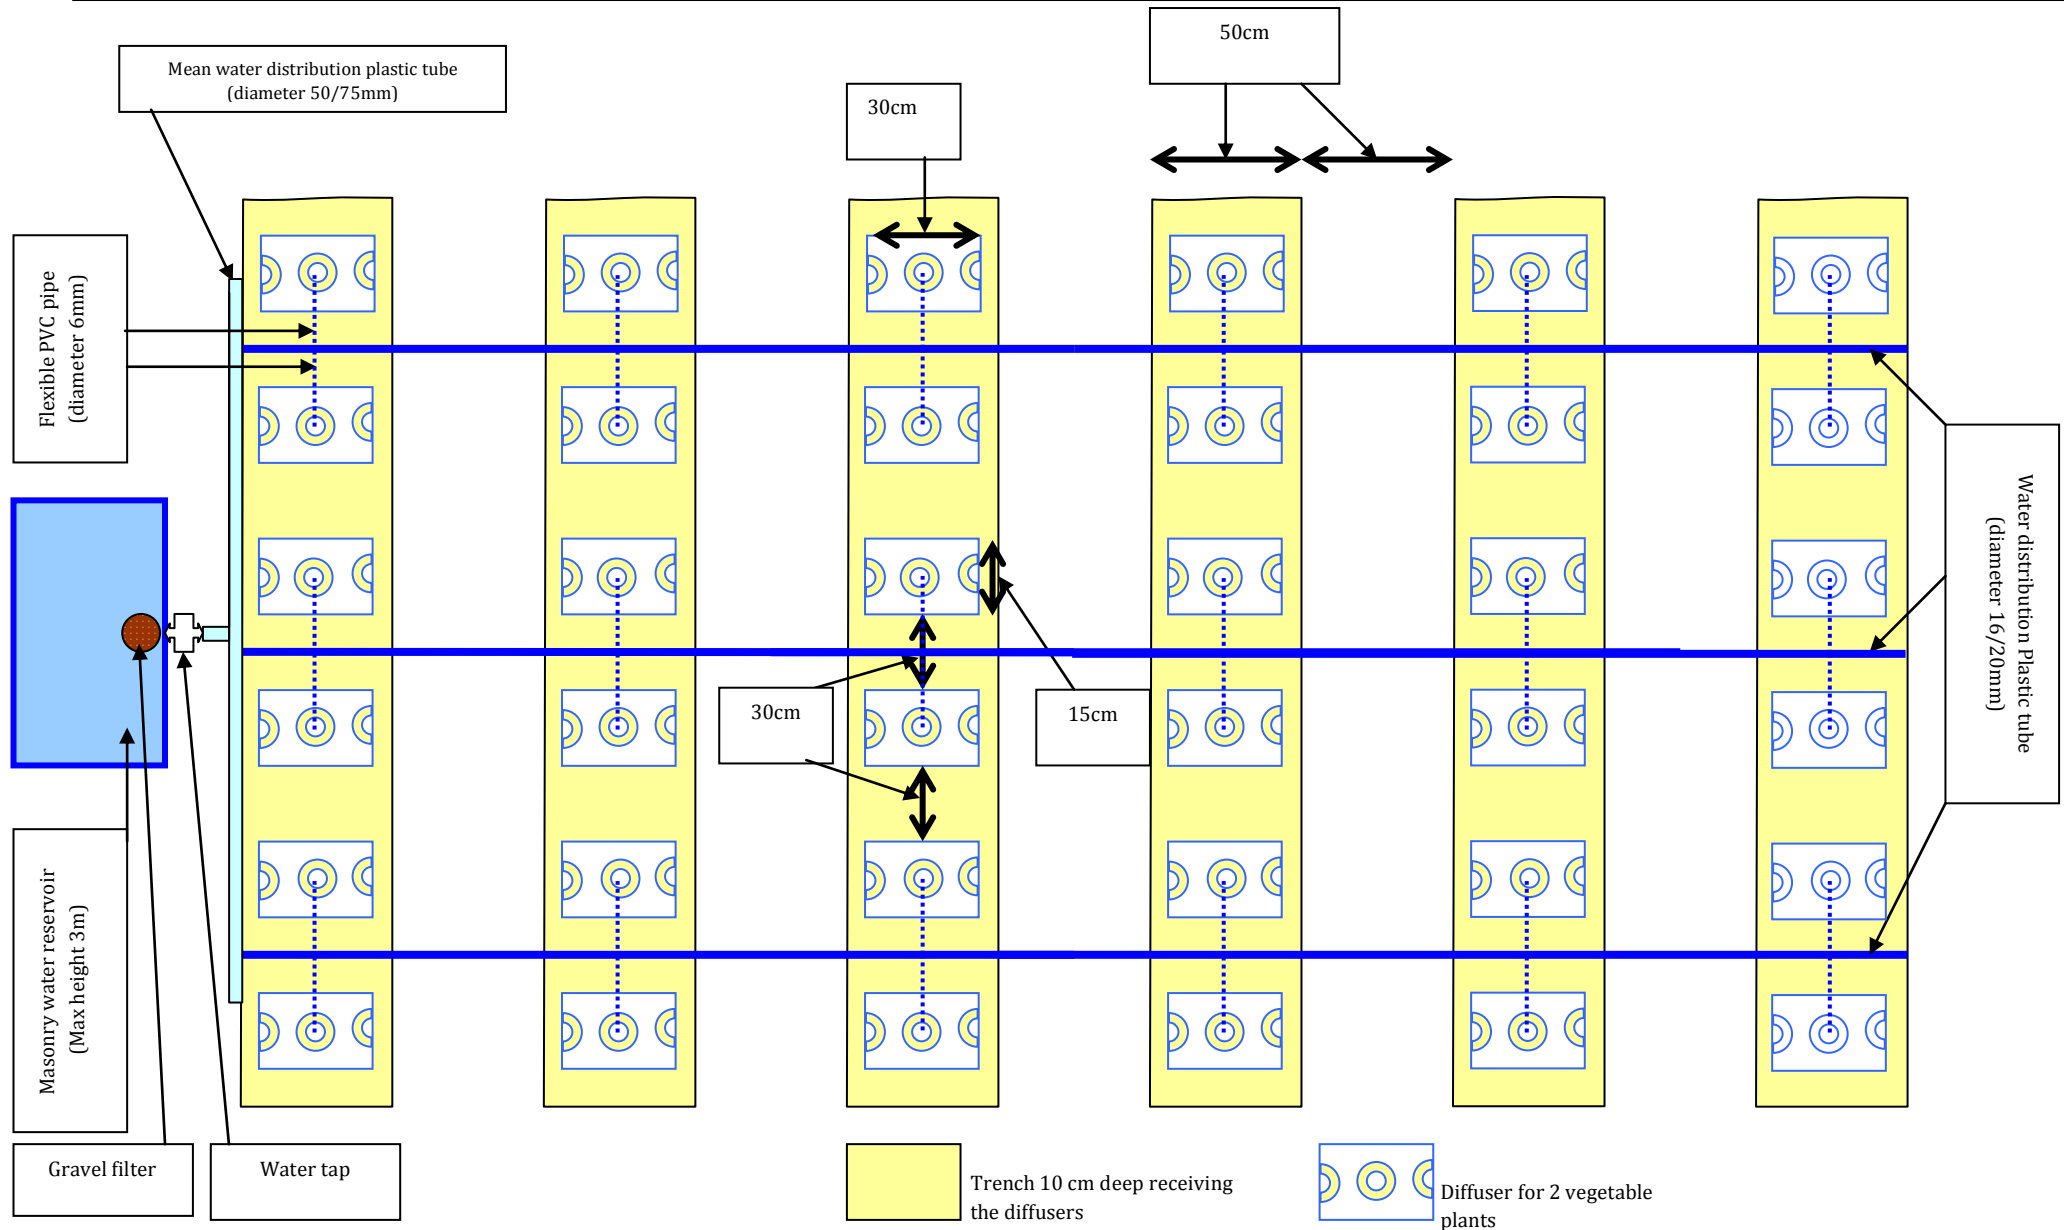 50cm
Mean water distribution plastic tube
(diameter 50/75mm)
30cm
Flexible PVC pipe
(diameter 6mm)
Water distribution Plastic tube
(diameter 16/20mm)
30cm
15cm
Masonry water reservoir
(Max height 3m)
Gravel filter
Water tap
Trench 10 cm deep receiving
the diffusers
Diffuser for 2 vegetable
plants